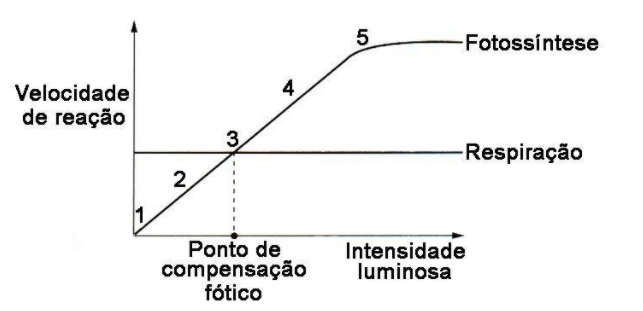 5
Fotossíntese
4
Velocidade
de reação
3
Respiração
2
1
Ponto de
compensação
fótico
Intensidade
luminosa